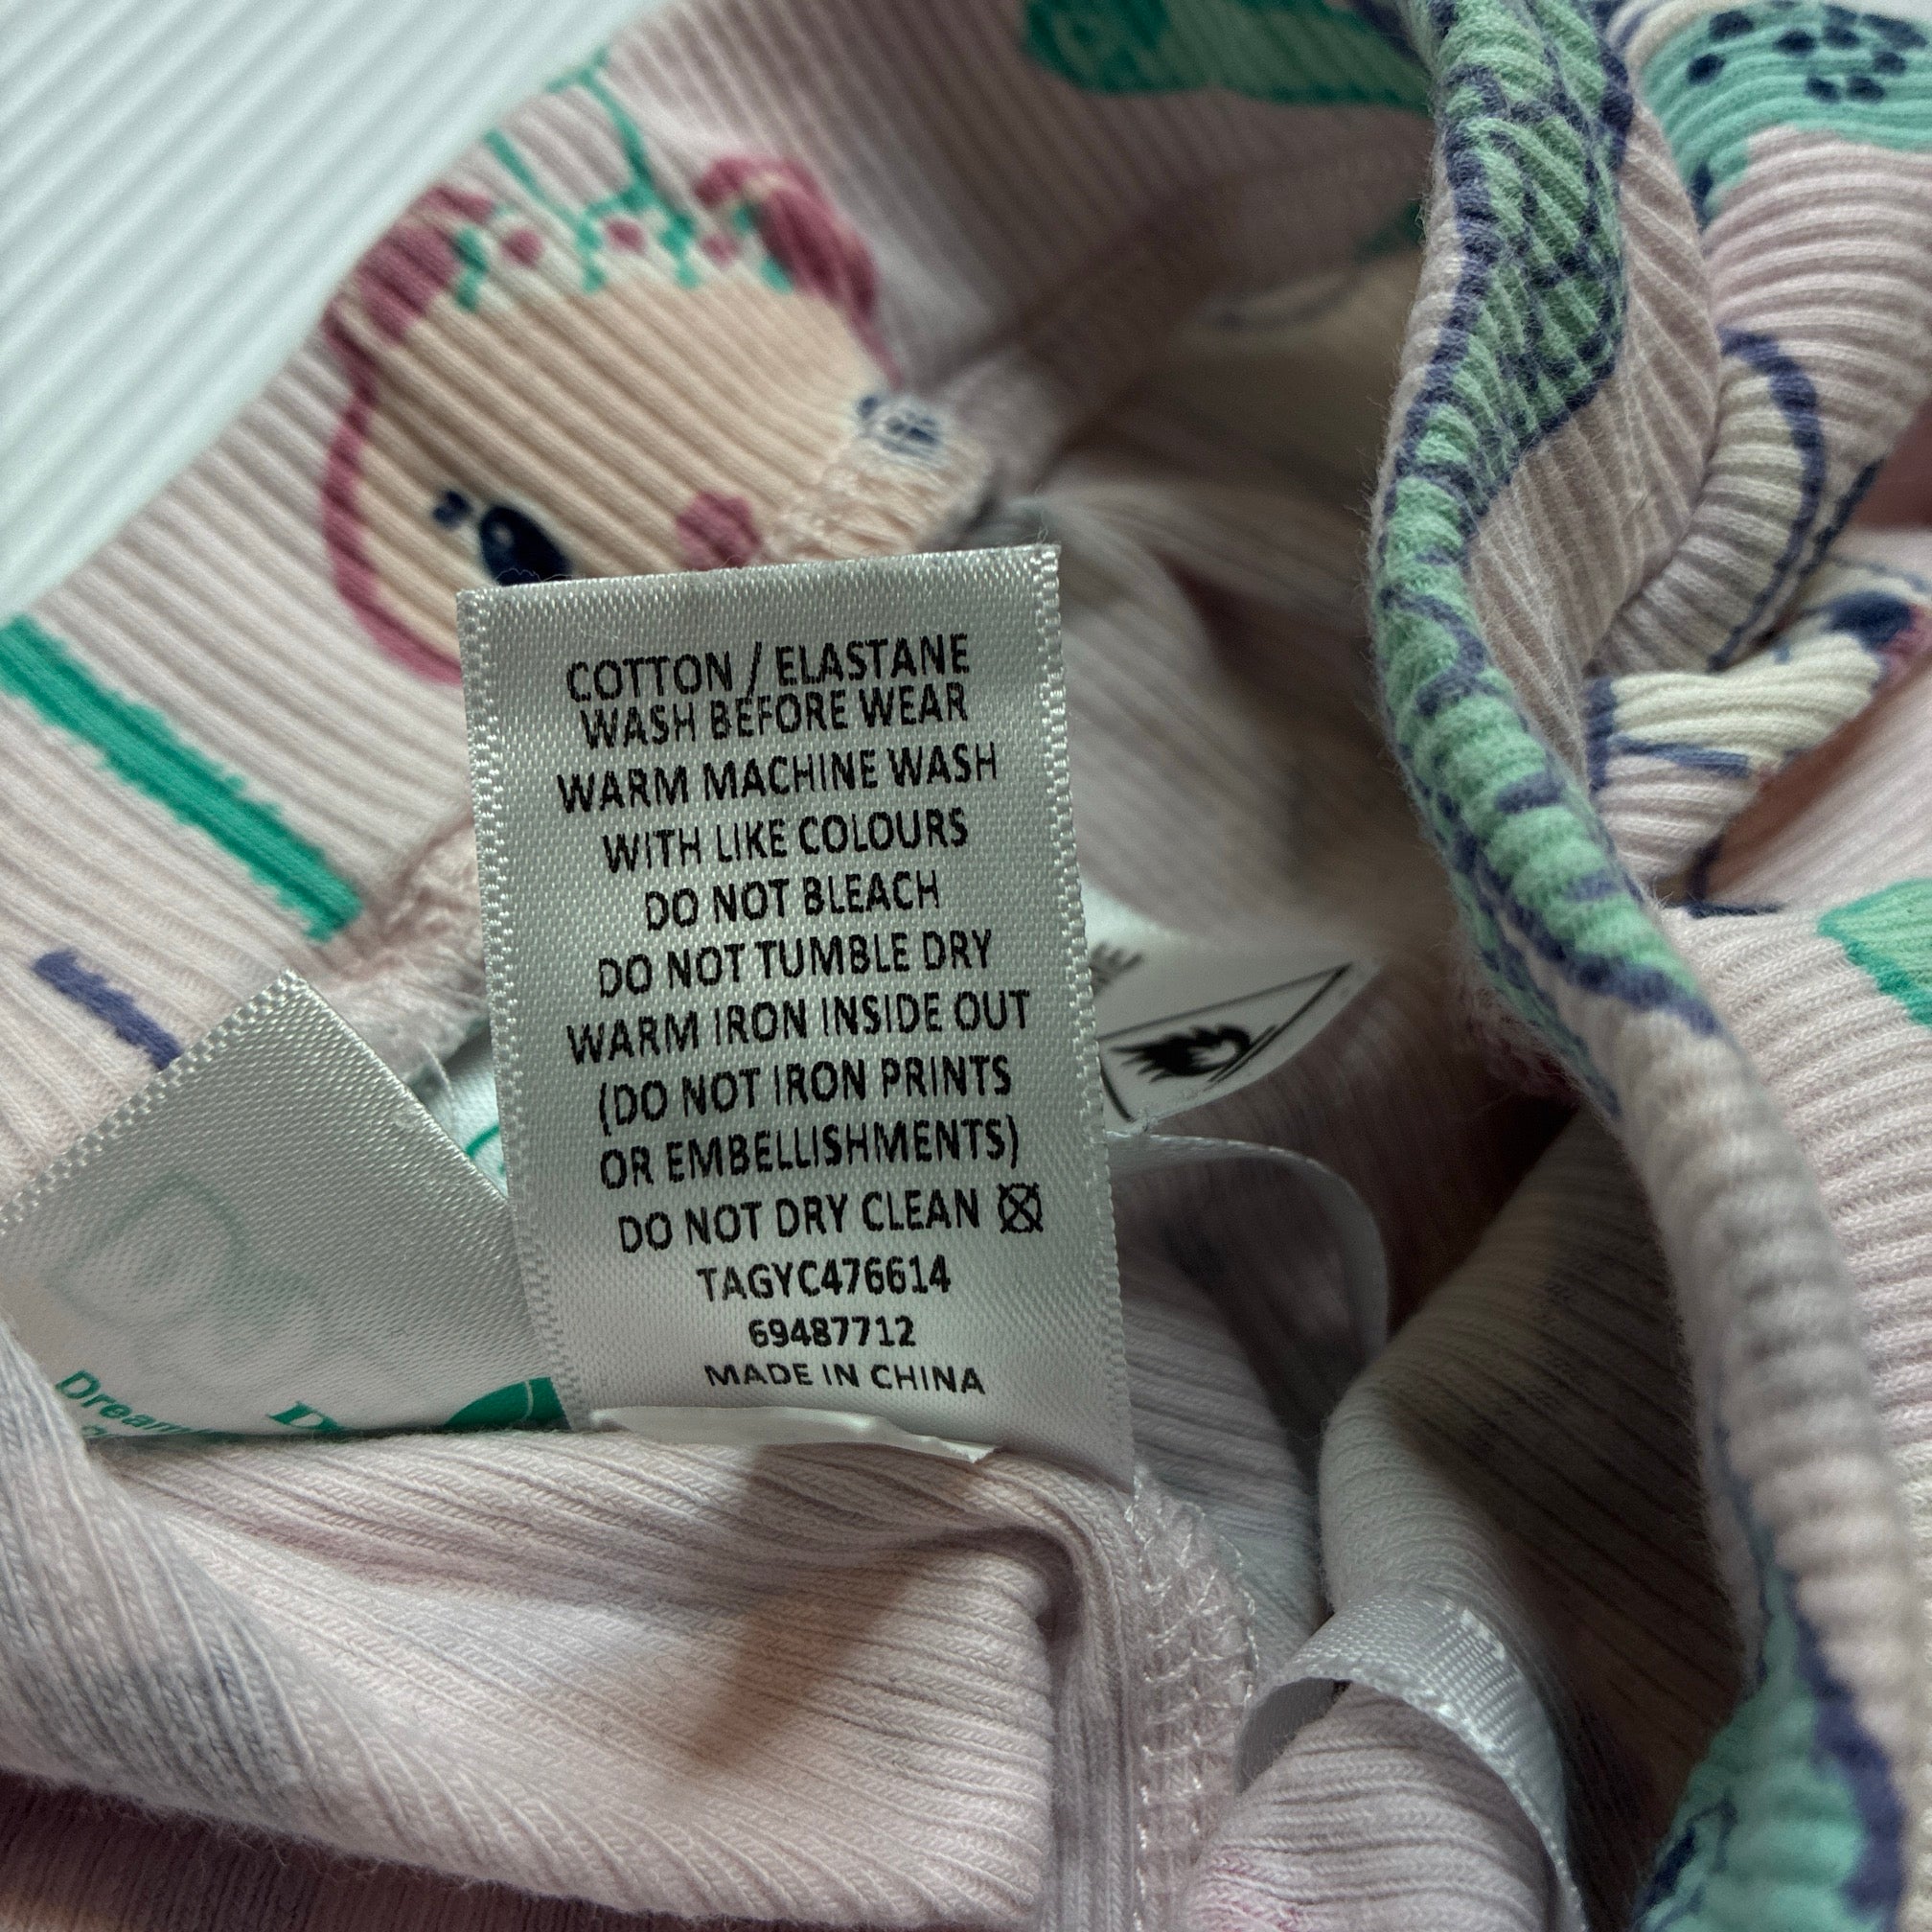 COTTON / ELASTANE
WASH BEFORE WEAR
WARM MACHINE WASH
WITH LIKE COLOURS
DO NOT BLEACH
DO NOT TUMBLE DRY
WARM IRON INSIDE OUT
(DO NOT IRON PRINTS
OR EMBELLISHMENTS)
DO NOT DRY CLEAN
TAGYC476614
69487712
MADE IN CHINA